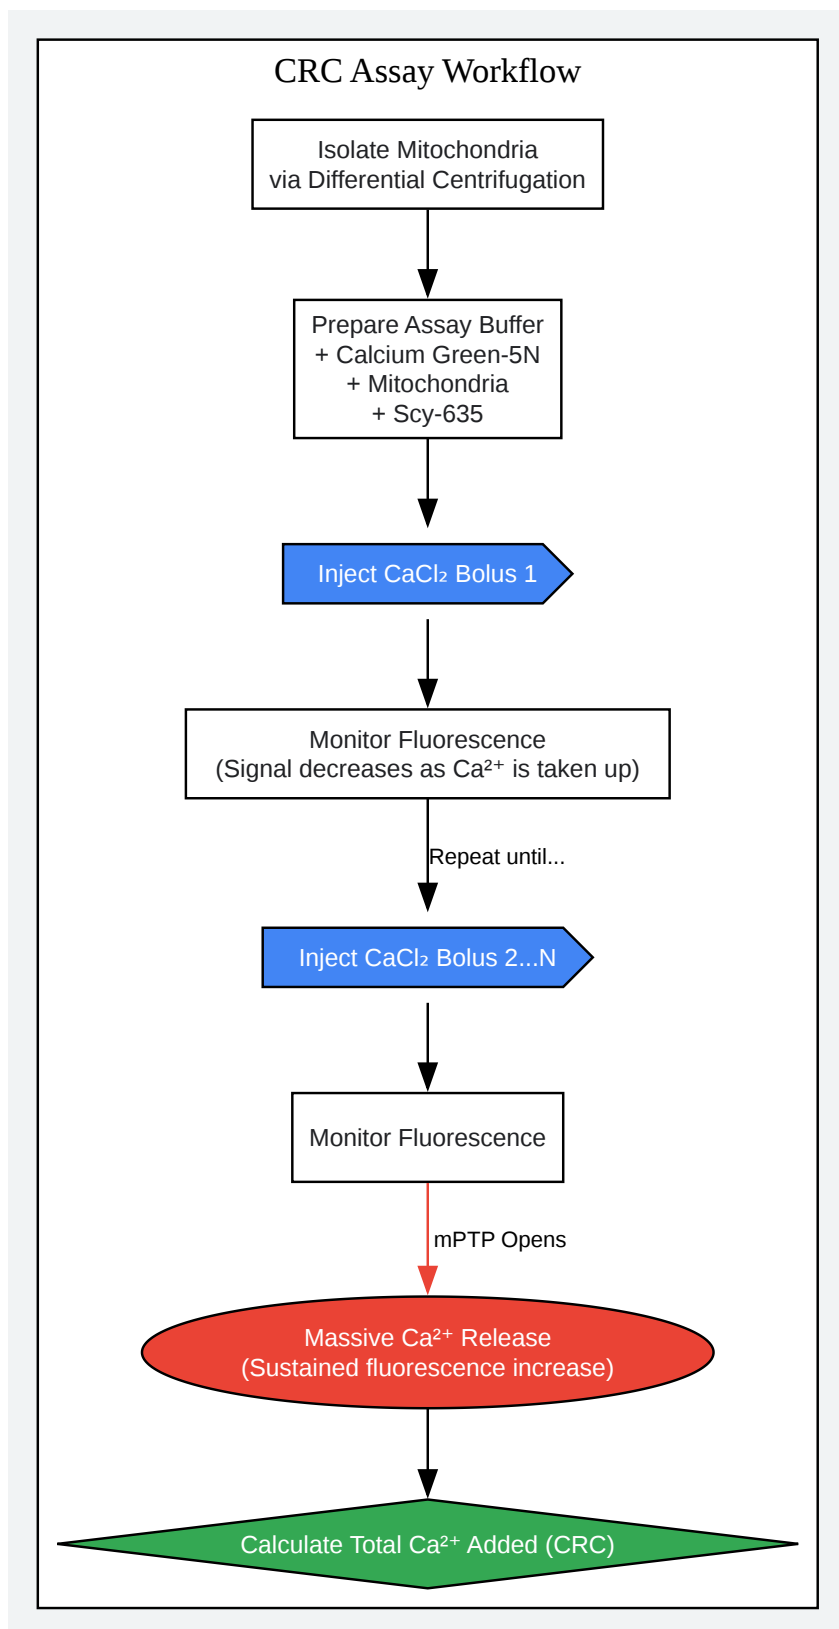 CRC Assay Workflow
Isolate Mitochondria
via Differential Centrifugation
Prepare Assay Buffer
+ Calcium Green-5N
+ Mitochondria
+ Scy-635
Inject CaCl₂ Bolus 1
Monitor Fluorescence
(Signal decreases as Ca²⁺ is taken up)
Repeat until...
Inject CaCl₂ Bolus 2...N
Monitor Fluorescence
mPTP Opens
Massive Ca²⁺ Release
(Sustained fluorescence increase)
Calculate Total Ca²⁺ Added (CRC)